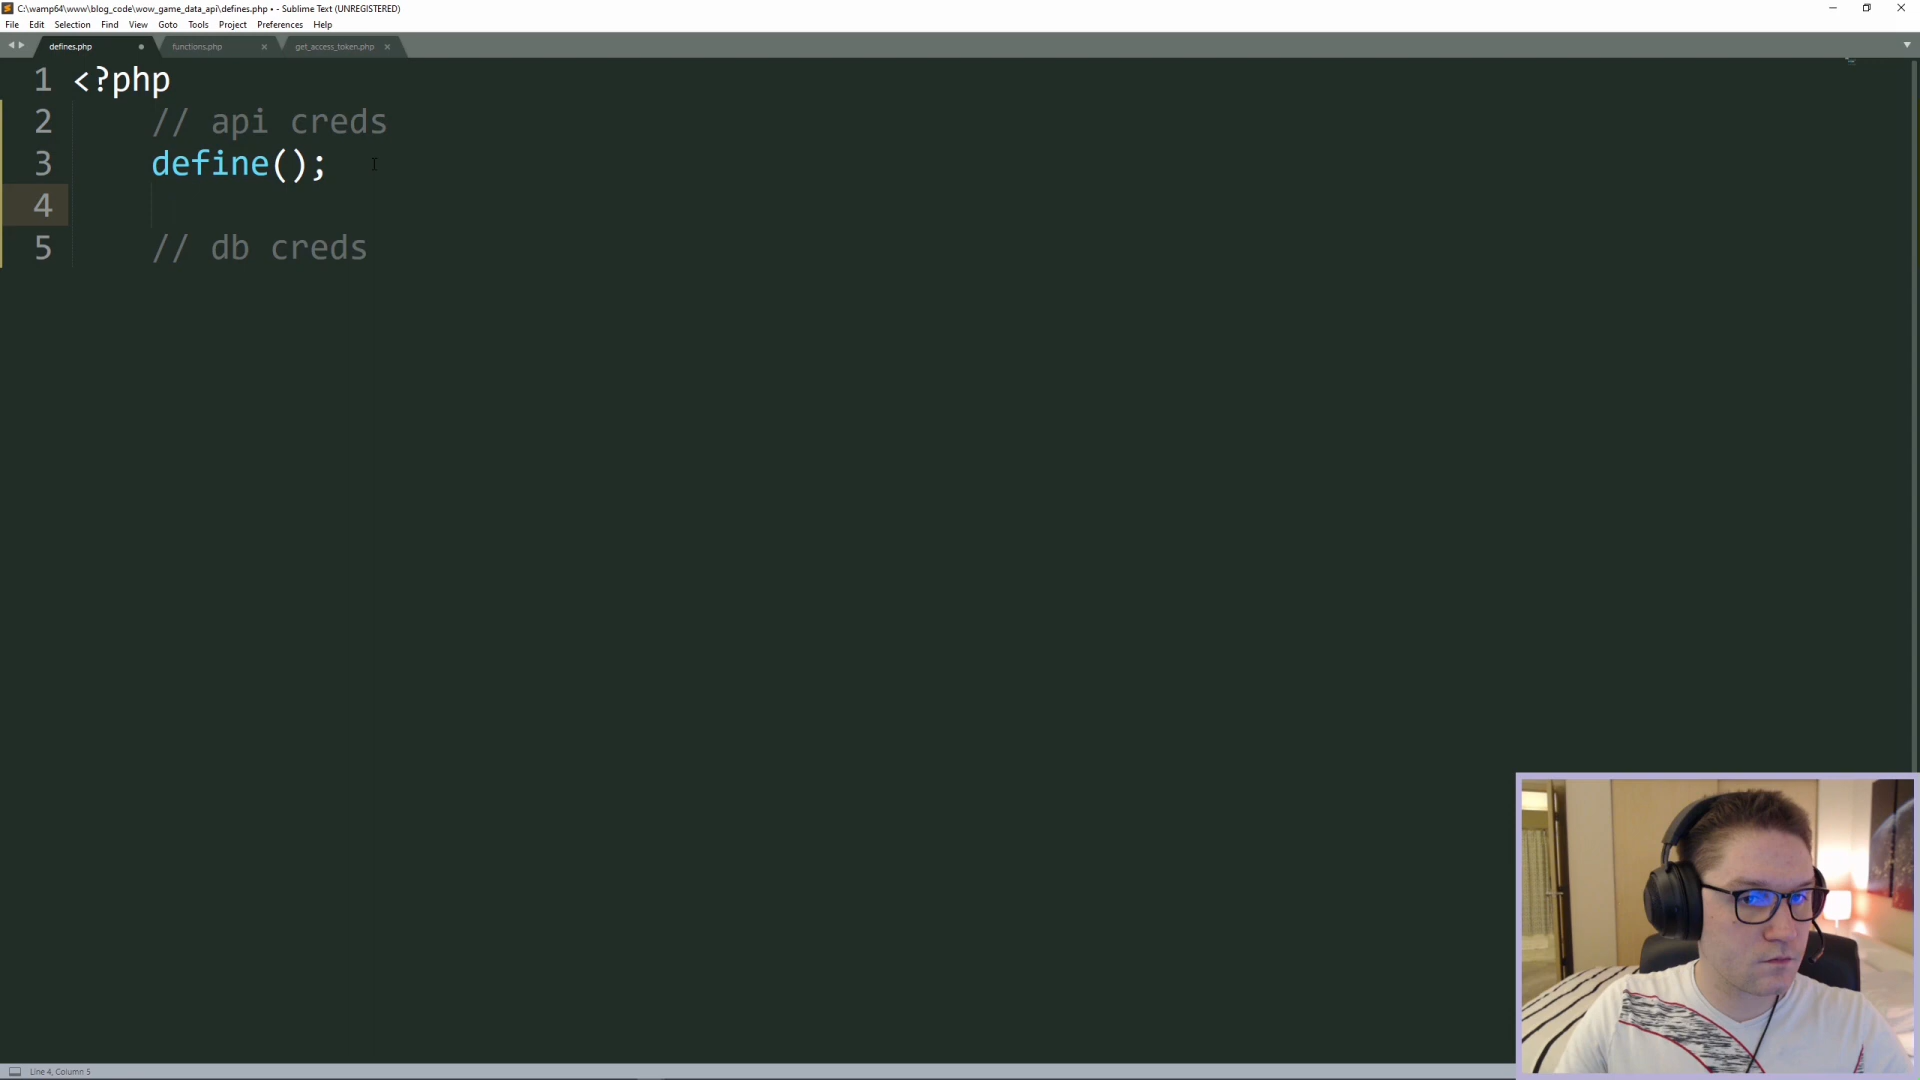 C:\wamp64\www\blog_code\wow_game_data_api\defines.php • - Sublime Text (UNREGISTERED)
File Edit Selection Find View Goto Tools Project Preferences Help
defines.php functions.php get_access_token.php
1 <?php
2 // api creds
3 define();
4
5 // db creds
Line 4, Column 5